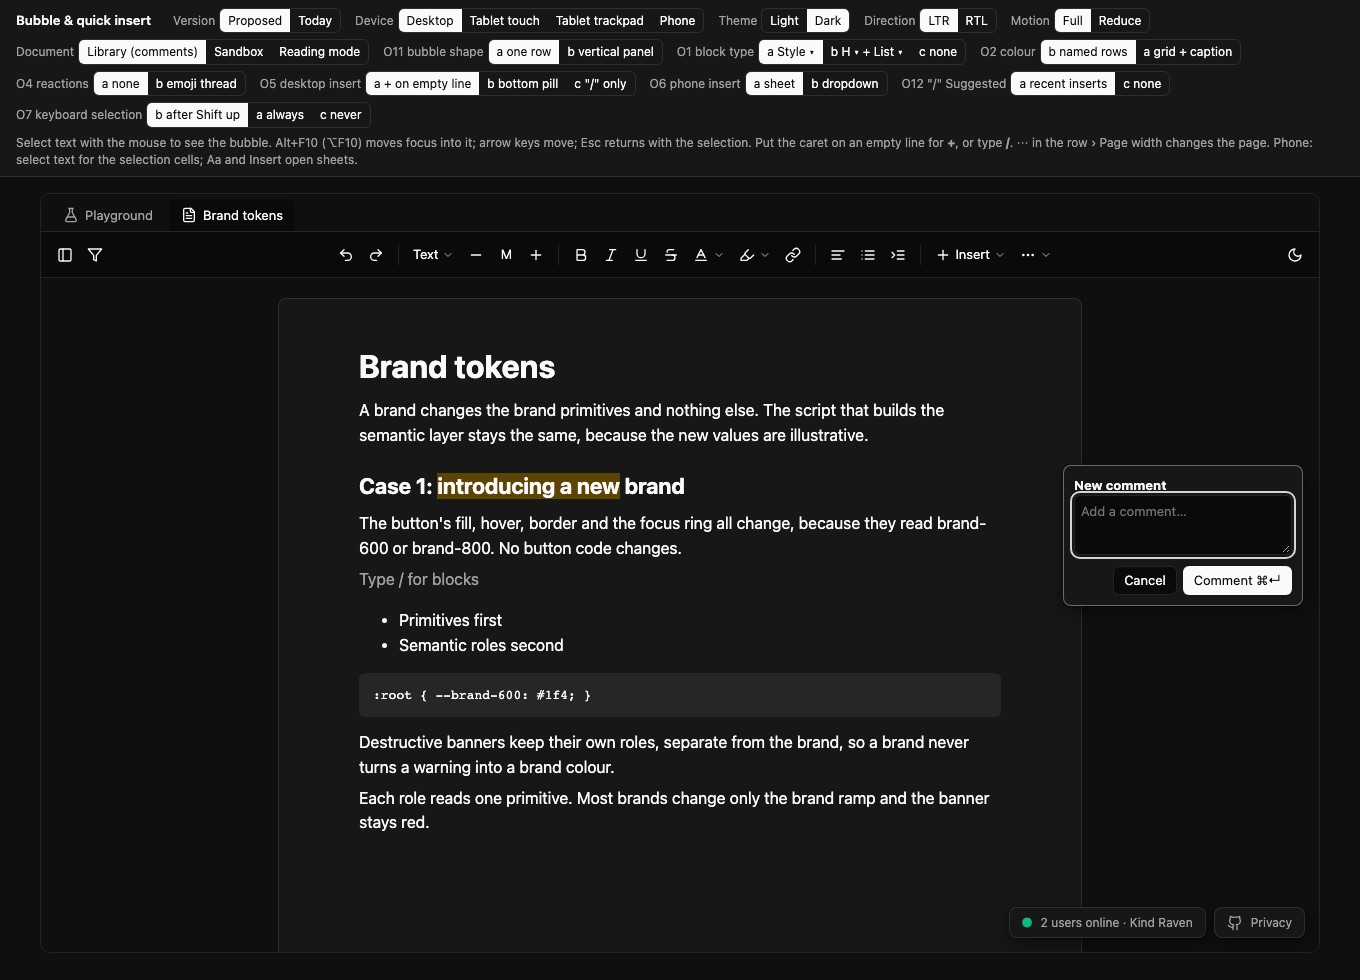 Bubble & quick insert Version Proposed Today Device Desktop Tablet touch Tablet trackpad Phone Theme Light Dark Direction LTR RTL Motion Full Reduce
Document Library (comments) Sandbox Reading mode O11 bubble shape a one row b vertical panel O1 block type a Style ▾ b H ▾ + List ▾ c none O2 colour b named rows a grid + caption
O4 reactions a none b emoji thread O5 desktop insert a + on empty line b bottom pill c "/" only O6 phone insert a sheet b dropdown O12 "/" Suggested a recent inserts c none
O7 keyboard selection b after Shift up a always c never
Select text with the mouse to see the bubble. Alt+F10 (⌥F10) moves focus into it; arrow keys move; Esc returns with the selection. Put the caret on an empty line for +, or type /. ··· in the row › Page width changes the page. Phone:
select text for the selection cells; Aa and Insert open sheets.
Playground Brand tokens
Text M B I U S A + Insert
Brand tokens
A brand changes the brand primitives and nothing else. The script that builds the
semantic layer stays the same, because the new values are illustrative.
Case 1: introducing a new brand
The button's fill, hover, border and the focus ring all change, because they read brand-
600 or brand-800. No button code changes.
Type / for blocks
• Primitives first
• Semantic roles second
:root { --brand-600: #1f4; }
Destructive banners keep their own roles, separate from the brand, so a brand never
turns a warning into a brand colour.
Each role reads one primitive. Most brands change only the brand ramp and the banner
stays red.
New comment
Add a comment…
Cancel Comment ⌘↵
2 users online · Kind Raven Privacy